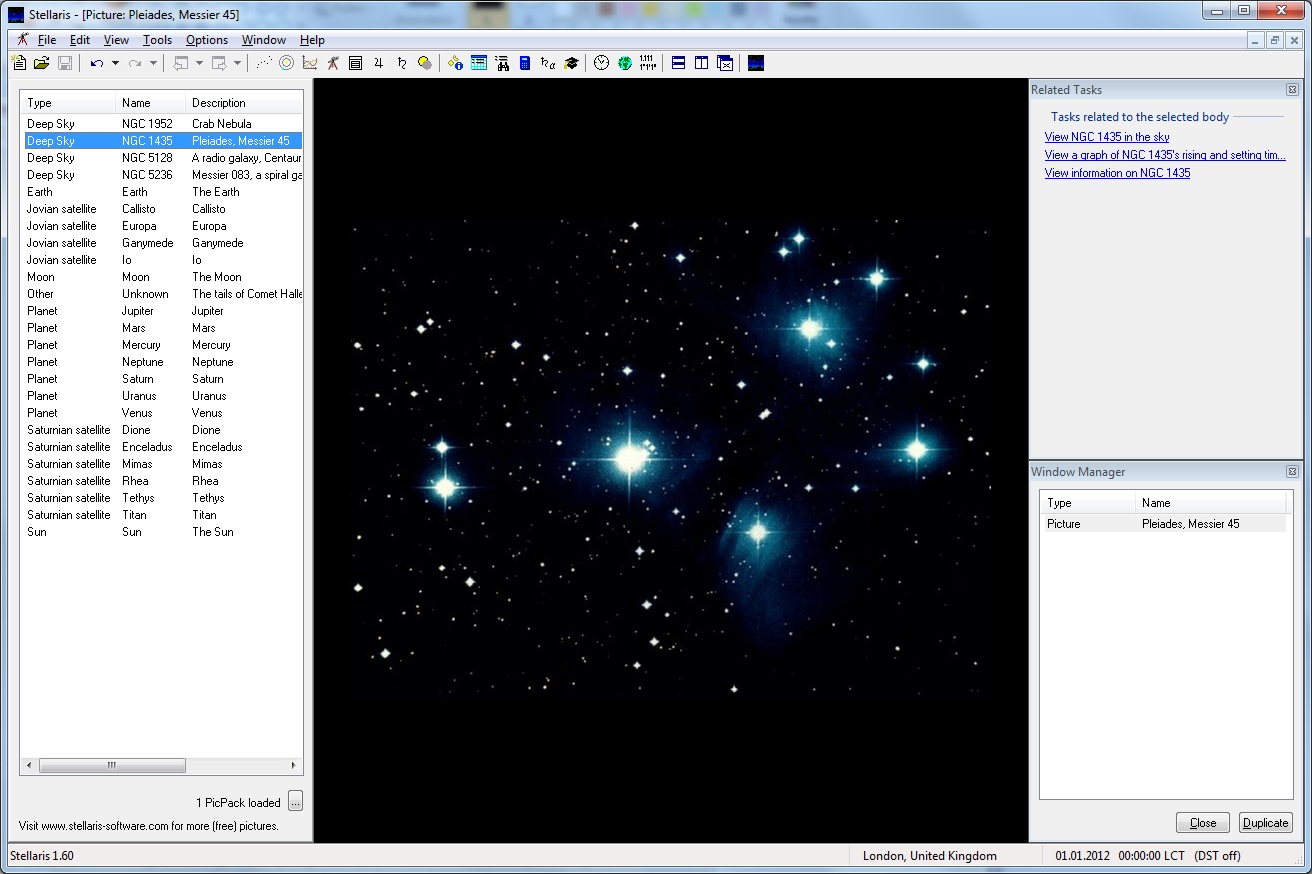 Stellaris - [Picture: Pleiades, Messier 45]
File Edit View Tools Options Window Help
Type Name Description
Deep Sky NGC 1952 Crab Nebula
Deep Sky NGC 1435 Pleiades, Messier 45
Deep Sky NGC 5128 A radio galaxy, Centaur
Deep Sky NGC 5236 Messier 083, a spiral ga
Earth Earth The Earth
Jovian satellite Callisto Callisto
Jovian satellite Europa Europa
Jovian satellite Ganymede Ganymede
Jovian satellite Io Io
Moon Moon The Moon
Other Unknown The tails of Comet Halle
Planet Jupiter Jupiter
Planet Mars Mars
Planet Mercury Mercury
Planet Neptune Neptune
Planet Saturn Saturn
Planet Uranus Uranus
Planet Venus Venus
Saturnian satellite Dione Dione
Saturnian satellite Enceladus Enceladus
Saturnian satellite Mimas Mimas
Saturnian satellite Rhea Rhea
Saturnian satellite Tethys Tethys
Saturnian satellite Titan Titan
Sun Sun The Sun
1 PicPack loaded ...
Visit www.stellaris-software.com for more (free) pictures.
Related Tasks
Tasks related to the selected body
View NGC 1435 in the sky
View a graph of NGC 1435's rising and setting tim...
View information on NGC 1435
Window Manager
Type Name
Picture Pleiades, Messier 45
Close Duplicate
Stellaris 1.60 London, United Kingdom 01.01.2012 00:00:00 LCT (DST off)